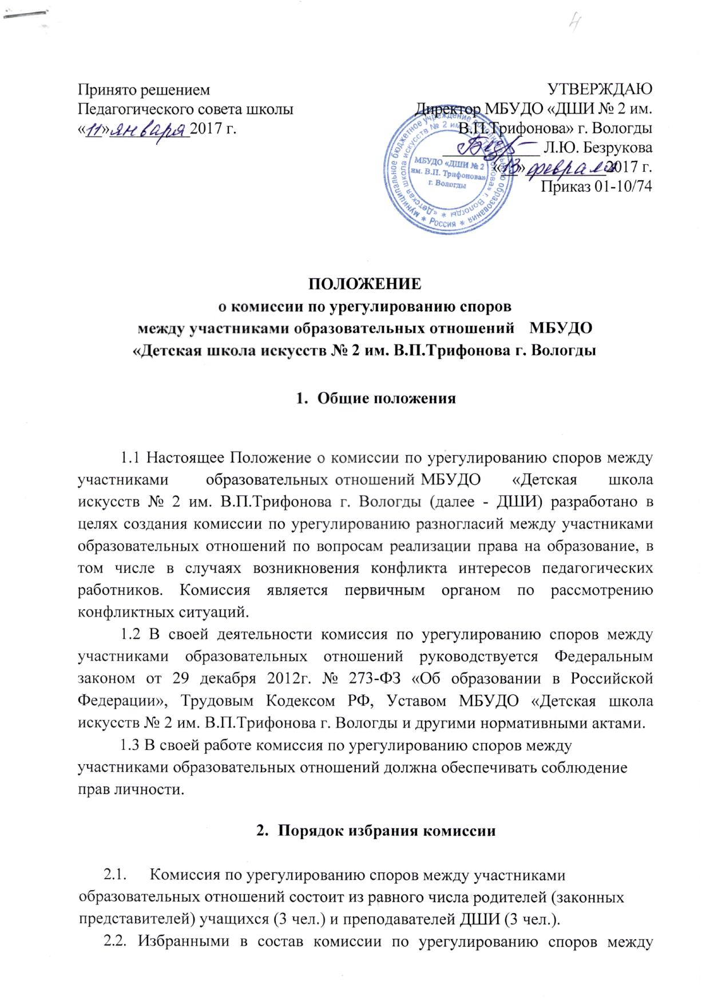 4
Принято решением
Педагогического совета школы
«11» января 2017 г.
УТВЕРЖДАЮ
Директор МБУДО «ДШИ № 2 им.
В.П.Трифонова» г. Вологды
Л.Ю. Безрукова
«13» февраля 2017 г.
Приказ 01-10/74
МБУДО «ДШИ № 2
им. В.П. Трифонова»
г. Вологды
ПОЛОЖЕНИЕ
о комиссии по урегулированию споров
между участниками образовательных отношений МБУДО
«Детская школа искусств № 2 им. В.П.Трифонова г. Вологды
1. Общие положения
1.1 Настоящее Положение о комиссии по урегулированию споров между
участниками образовательных отношений МБУДО «Детская школа
искусств № 2 им. В.П.Трифонова г. Вологды (далее - ДШИ) разработано в
целях создания комиссии по урегулированию разногласий между участниками
образовательных отношений по вопросам реализации права на образование, в
том числе в случаях возникновения конфликта интересов педагогических
работников. Комиссия является первичным органом по рассмотрению
конфликтных ситуаций.
1.2 В своей деятельности комиссия по урегулированию споров между
участниками образовательных отношений руководствуется Федеральным
законом от 29 декабря 2012г. № 273-ФЗ «Об образовании в Российской
Федерации», Трудовым Кодексом РФ, Уставом МБУДО «Детская школа
искусств № 2 им. В.П.Трифонова г. Вологды и другими нормативными актами.
1.3 В своей работе комиссия по урегулированию споров между
участниками образовательных отношений должна обеспечивать соблюдение
прав личности.
2. Порядок избрания комиссии
2.1. Комиссия по урегулированию споров между участниками
образовательных отношений состоит из равного числа родителей (законных
представителей) учащихся (3 чел.) и преподавателей ДШИ (3 чел.).
2.2. Избранными в состав комиссии по урегулированию споров между